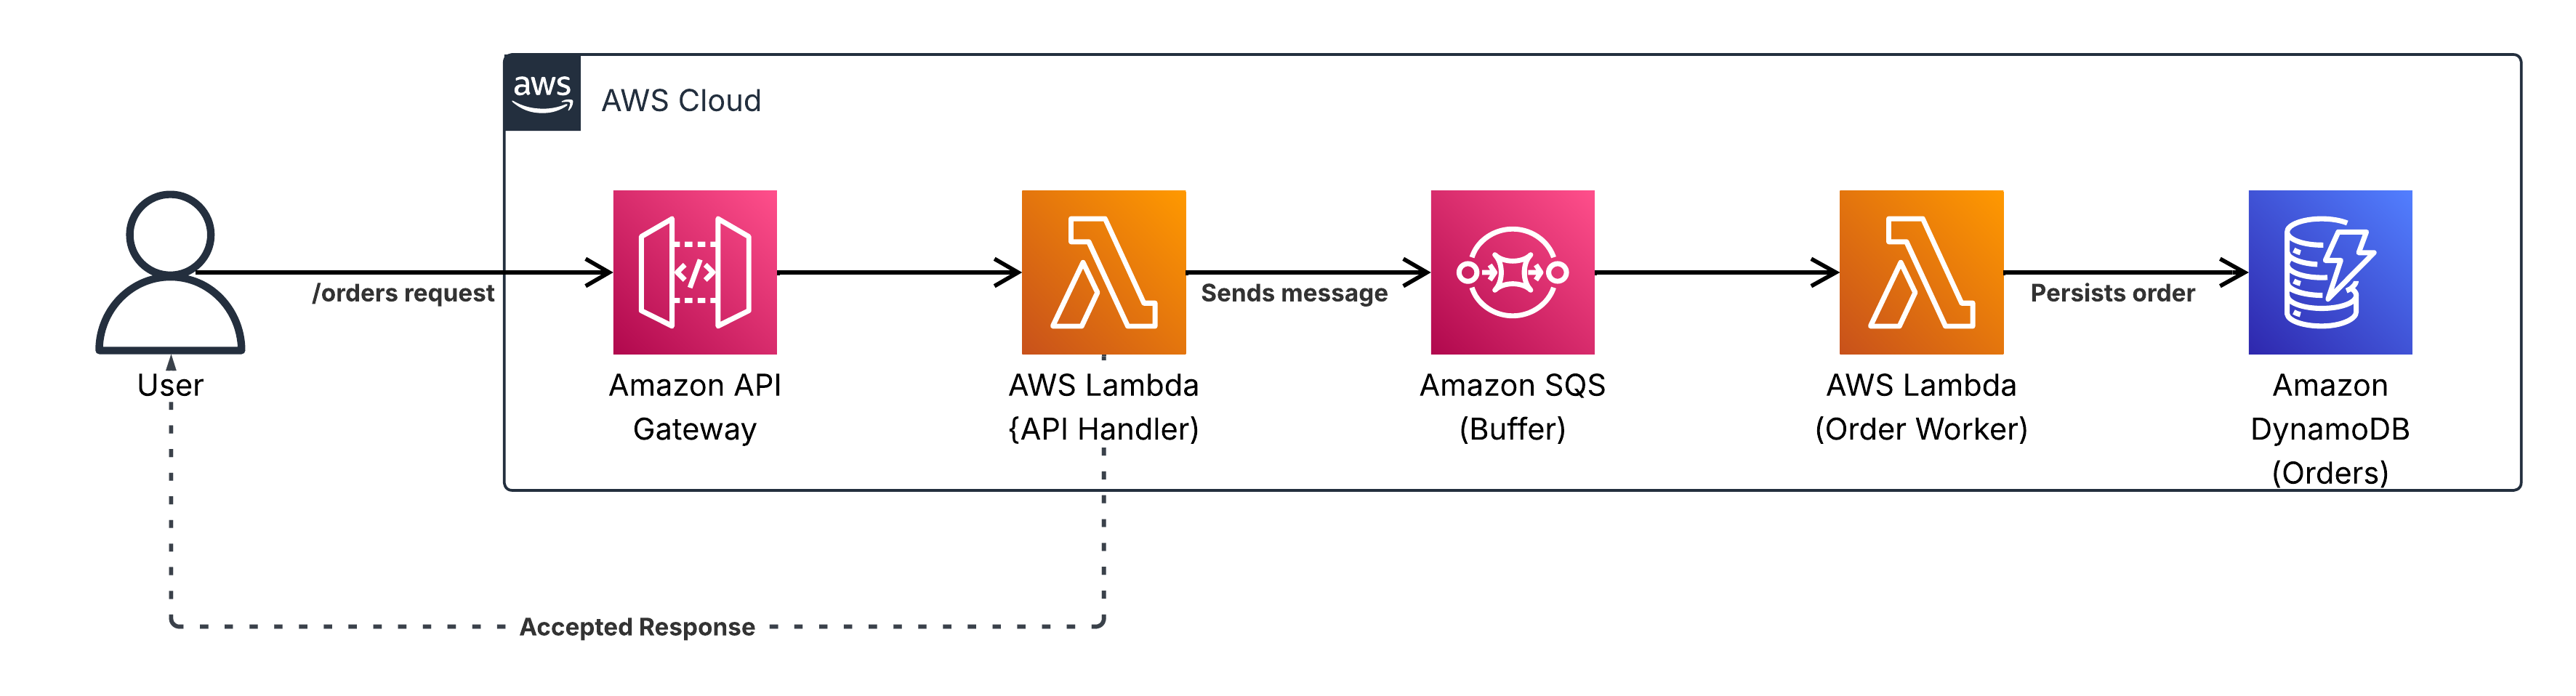 aws
AWS Cloud
/orders request
Sends message
Persists order
User
Amazon API
Gateway
AWS Lambda
{API Handler)
Amazon SQS
(Buffer)
AWS Lambda
(Order Worker)
Amazon
DynamoDB
(Orders)
Accepted Response